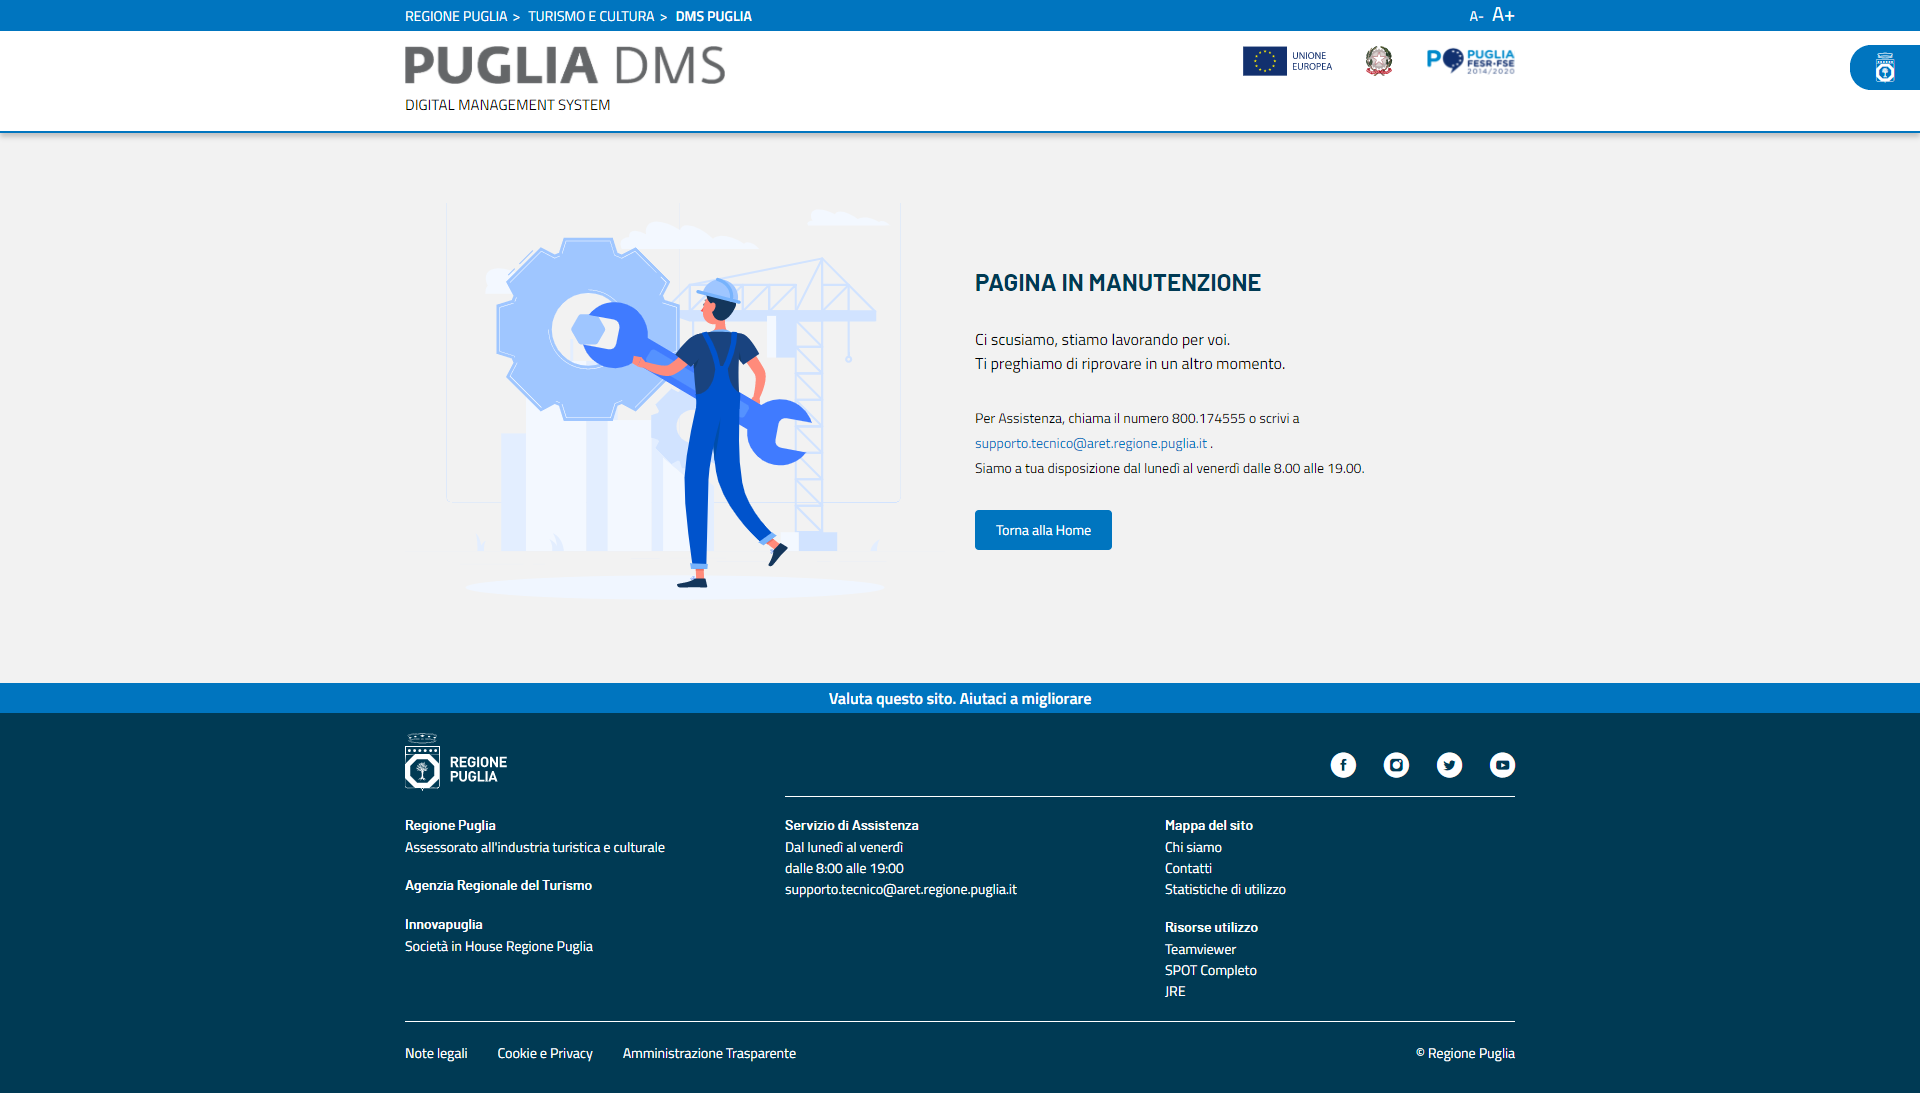 REGIONE PUGLIA > TURISMO E CULTURA > DMS PUGLIA
A- A+
PUGLIA DMS
DIGITAL MANAGEMENT SYSTEM
UNIONE
EUROPEA
PO PUGLIA
FESR•FSE
2014/2020
PAGINA IN MANUTENZIONE
Ci scusiamo, stiamo lavorando per voi.
Ti preghiamo di riprovare in un altro momento.
Per Assistenza, chiama il numero 800.174555 o scrivi a
supporto.tecnico@aret.regione.puglia.it .
Siamo a tua disposizione dal lunedì al venerdì dalle 8.00 alle 19.00.
Torna alla Home
Valuta questo sito. Aiutaci a migliorare
REGIONE
PUGLIA
Regione Puglia
Assessorato all'industria turistica e culturale
Agenzia Regionale del Turismo
Innovapuglia
Società in House Regione Puglia
Servizio di Assistenza
Dal lunedì al venerdì
dalle 8:00 alle 19:00
supporto.tecnico@aret.regione.puglia.it
Mappa del sito
Chi siamo
Contatti
Statistiche di utilizzo
Risorse utilizzo
Teamviewer
SPOT Completo
JRE
Note legali
Cookie e Privacy
Amministrazione Trasparente
© Regione Puglia